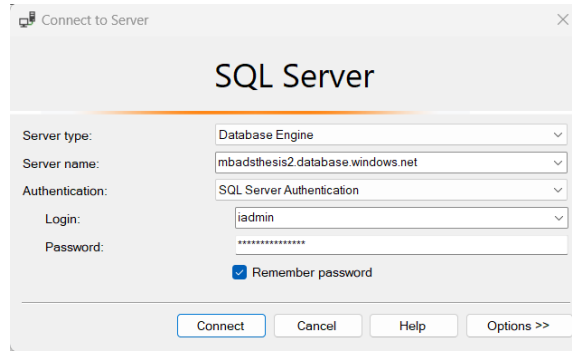 Connect to Server
SQL Server
Server type: Database Engine
Server name: mbadsthesis2.database.windows.net
Authentication: SQL Server Authentication
Login: iadmin
Password: ***************
Remember password
Connect Cancel Help Options >>